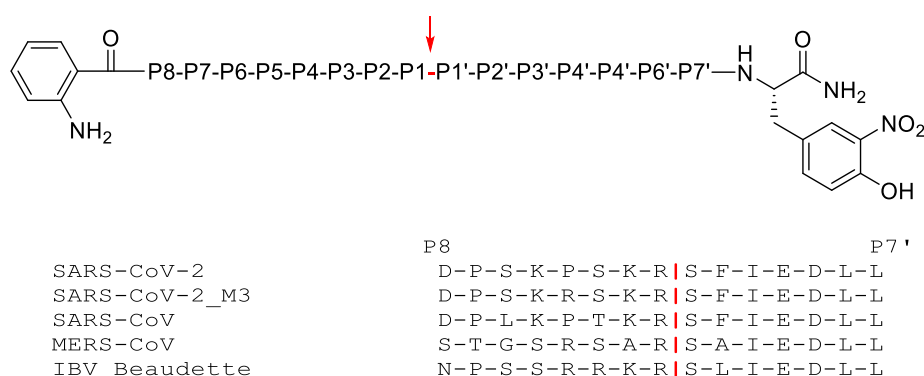 O
P8-P7-P6-P5-P4-P3-P2-P1-P1'-P2'-P3'-P4'-P4'-P6'-P7'
H
N
O
NH2
NH2
NO2
OH
P8 P7'
SARS-CoV-2 D-P-S-K-P-S-K-R|S-F-I-E-D-L-L
SARS-CoV-2_M3 D-P-S-K-R-S-K-R|S-F-I-E-D-L-L
SARS-CoV D-P-L-K-P-T-K-R|S-F-I-E-D-L-L
MERS-CoV S-T-G-S-R-S-A-R|S-A-I-E-D-L-L
IBV Beaudette N-P-S-S-R-R-K-R|S-L-I-E-D-L-L